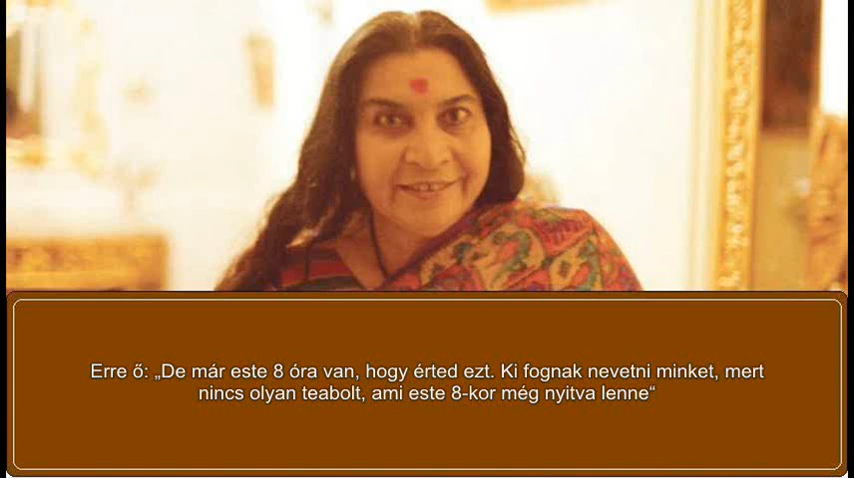 Erre ő: „De már este 8 óra van, hogy érted ezt. Ki fognak nevetni minket, mert
nincs olyan teabolt, ami este 8-kor még nyitva lenne“